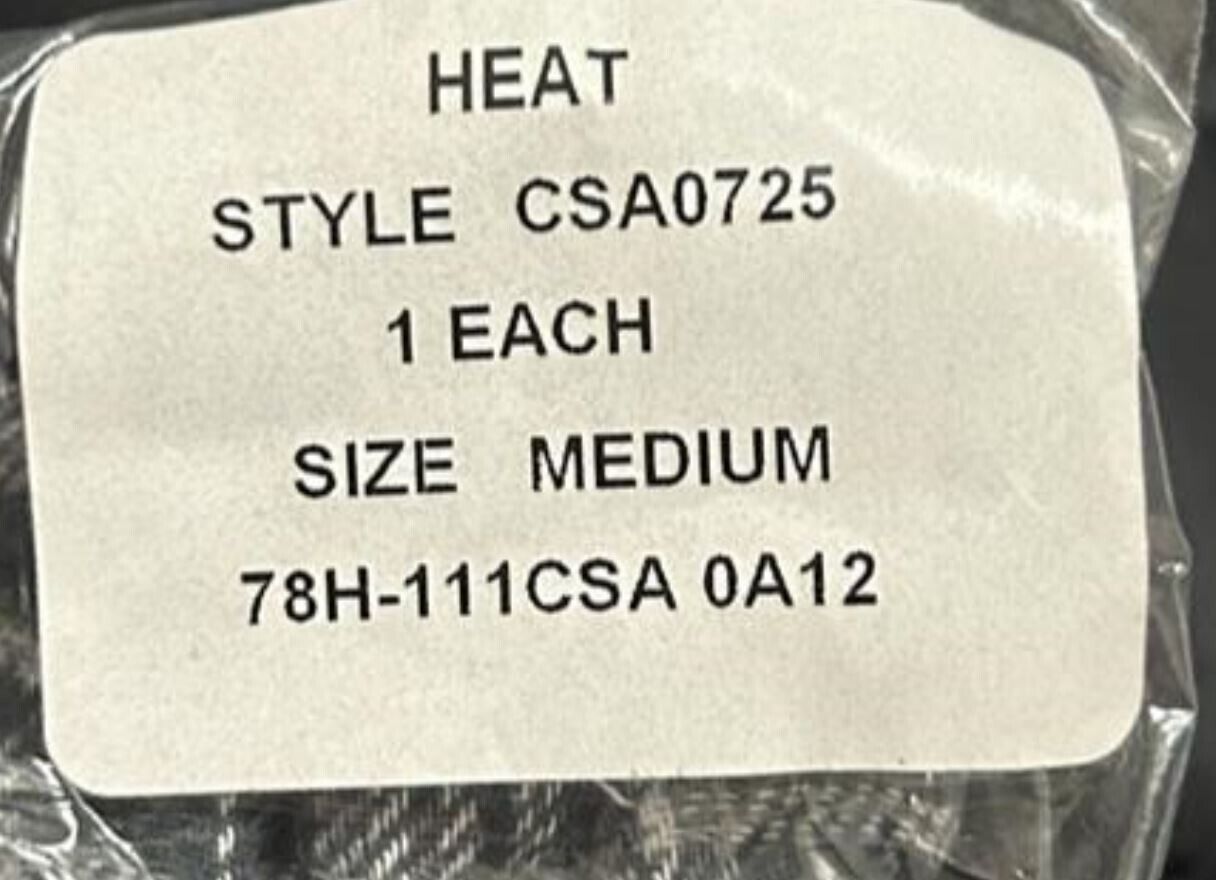 HEAT
STYLE CSA0725
1 EACH
SIZE MEDIUM
78H-111CSA 0A12